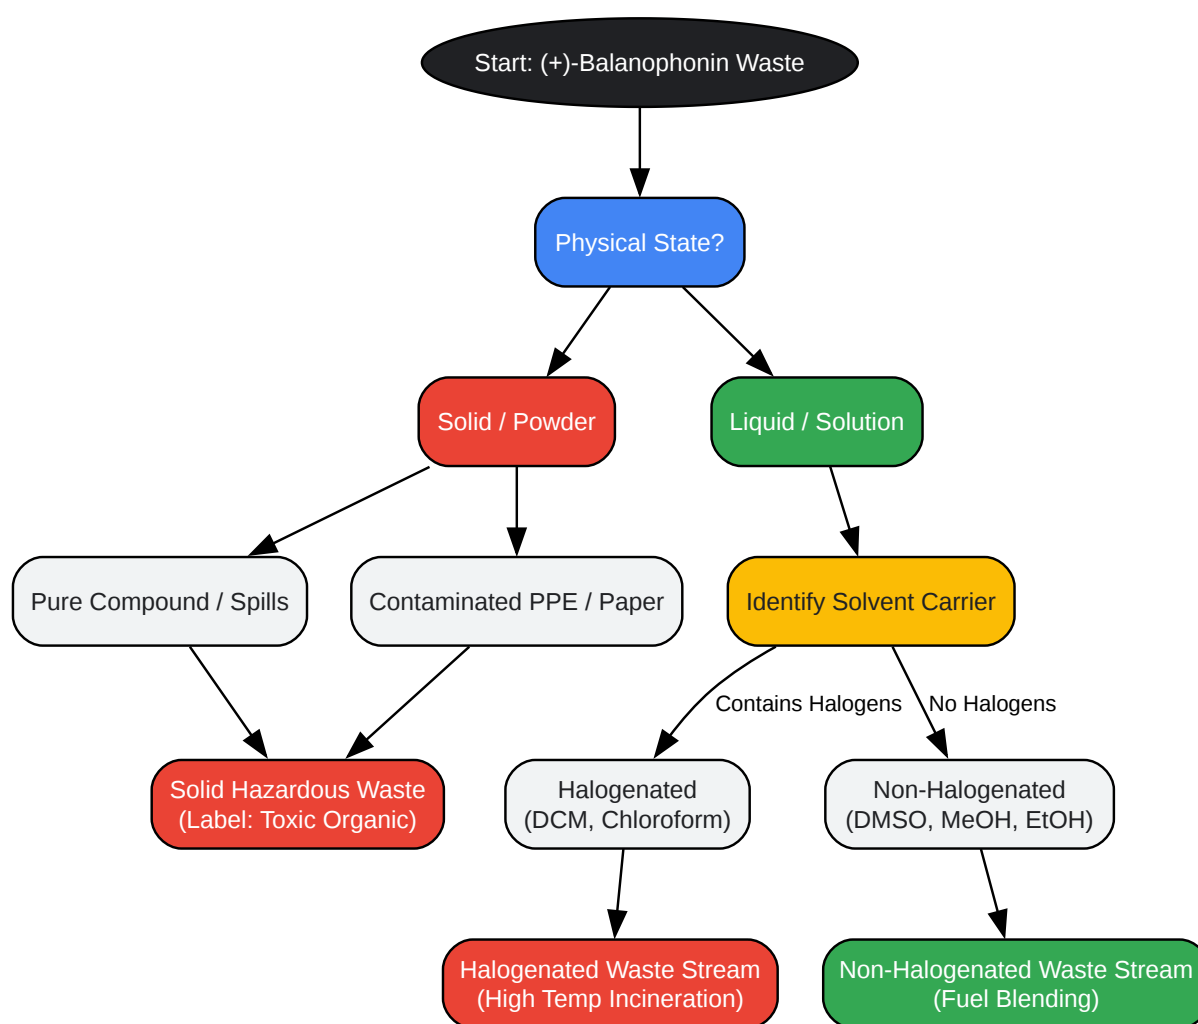 Start: (+)-Balanophonin Waste
Physical State?
Solid / Powder
Liquid / Solution
Pure Compound / Spills
Contaminated PPE / Paper
Identify Solvent Carrier
Contains Halogens
No Halogens
Solid Hazardous Waste
(Label: Toxic Organic)
Halogenated
(DCM, Chloroform)
Non-Halogenated
(DMSO, MeOH, EtOH)
Halogenated Waste Stream
(High Temp Incineration)
Non-Halogenated Waste Stream
(Fuel Blending)